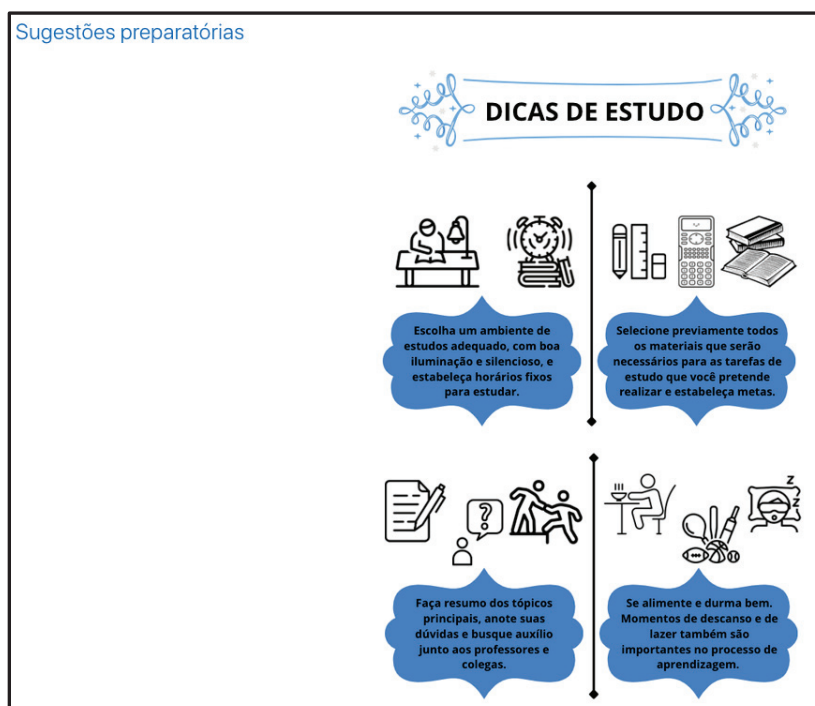 Sugestões preparatórias
DICAS DE ESTUDO
Escolha um ambiente de
estudos adequado, com boa
iluminação e silencioso, e
estabeleça horários fixos
para estudar.
Selecione previamente todos
os materiais que serão
necessários para as tarefas de
estudo que você pretende
realizar e estabeleça metas.
?
Z
Z
Faça resumo dos tópicos
principais, anote suas
dúvidas e busque auxílio
junto aos professores e
colegas.
Se alimente e durma bem.
Momentos de descanso e de
lazer também são
importantes no processo de
aprendizagem.